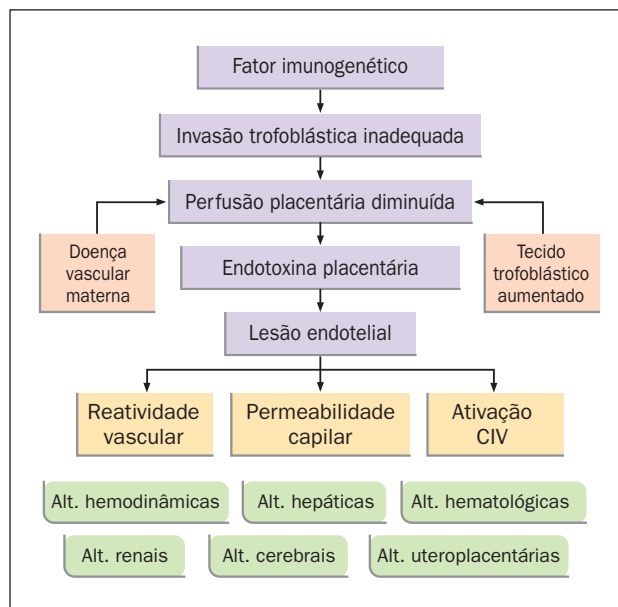 Fator imunogenético
Invasão trofoblástica inadequada
Perfusão placentária diminuída
Doença
vascular
materna
Tecido
trofoblástico
aumentado
Endotoxina placentária
Lesão endotelial
Reatividade
vascular
Permeabilidade
capilar
Ativação
CIV
Alt. hemodinâmicas
Alt. hepáticas
Alt. hematológicas
Alt. renais
Alt. cerebrais
Alt. uteroplacentárias